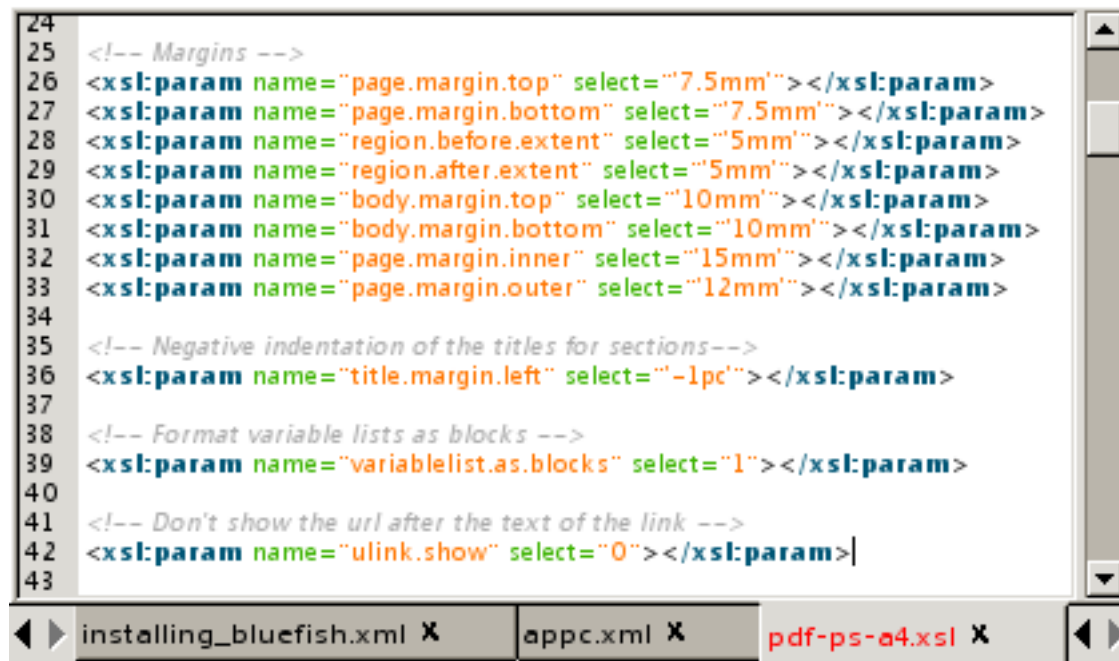 24
25 <!-- Margins -->
26 <xsl:param name="page.margin.top" select="'7.5mm'"></xsl:param>
27 <xsl:param name="page.margin.bottom" select="'7.5mm'"></xsl:param>
28 <xsl:param name="region.before.extent" select="'5mm'"></xsl:param>
29 <xsl:param name="region.after.extent" select="'5mm'"></xsl:param>
30 <xsl:param name="body.margin.top" select="'10mm'"></xsl:param>
31 <xsl:param name="body.margin.bottom" select="'10mm'"></xsl:param>
32 <xsl:param name="page.margin.inner" select="'15mm'"></xsl:param>
33 <xsl:param name="page.margin.outer" select="'12mm'"></xsl:param>
34
35 <!-- Negative indentation of the titles for sections-->
36 <xsl:param name="title.margin.left" select="'-1pc'"></xsl:param>
37
38 <!-- Format variable lists as blocks -->
39 <xsl:param name="variablelist.as.blocks" select="1"></xsl:param>
40
41 <!-- Don't show the url after the text of the link -->
42 <xsl:param name="ulink.show" select="0"></xsl:param>
43
installing_bluefish.xml X appc.xml X pdf-ps-a4.xsl X